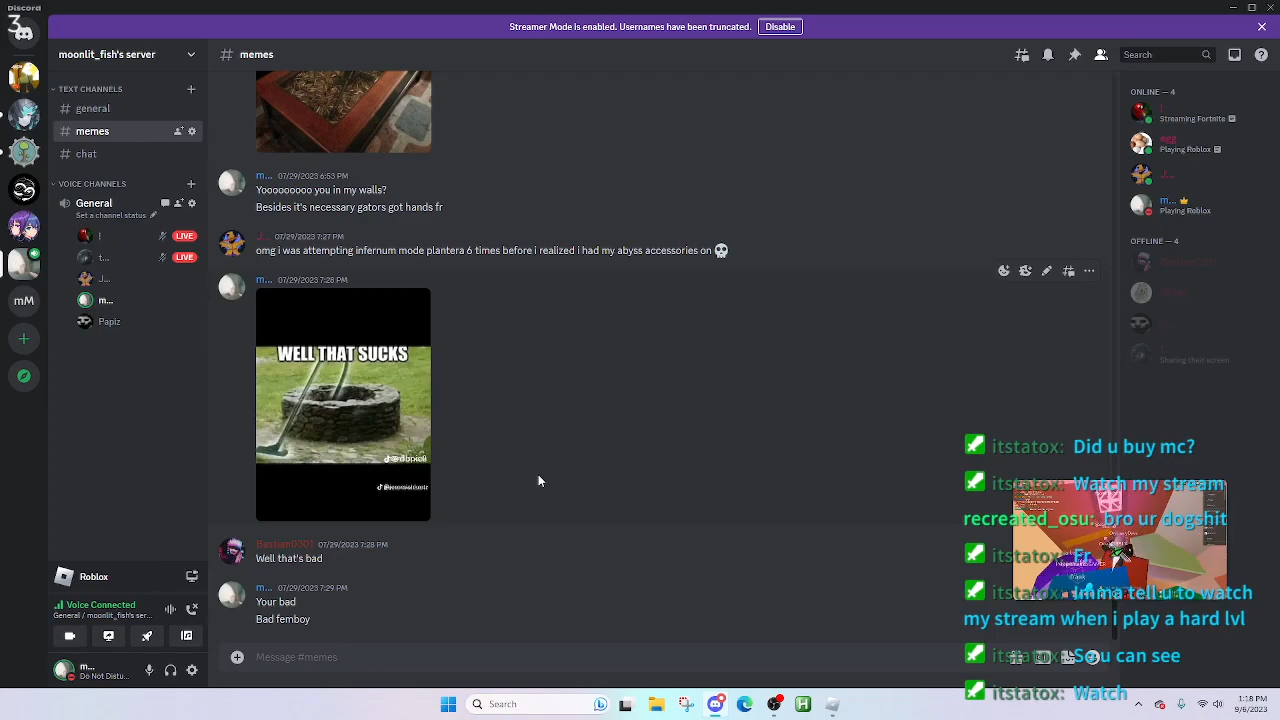 Discord
Streamer Mode is enabled. Usernames have been truncated.
Disable
moonlit_fish's server
memes
Search
TEXT CHANNELS
general
memes
chat
VOICE CHANNELS
General
Set a channel status
!
LIVE
...
LIVE
J...
m...
Papiz
mM
m... 07/29/2023 6:53 PM
Yooooooooo you in my walls?
Besides it's necessary gators got hands fr
J... 07/29/2023 7:27 PM
omg i was attempting infernum mode plantera 6 times before i realized i had my abyss accessories on
m... 07/29/2023 7:28 PM
WELL THAT SUCKS
Bastian0301 07/29/2023 7:28 PM
Well that's bad
m... 07/29/2023 7:29 PM
Your bad
Bad femboy
Message #memes
ONLINE — 4
Streaming Fortnite
egg
Playing Roblox
J...
m...
Playing Roblox
OFFLINE — 4
Sharing their screen
itstatox: Did u buy mc?
itstatox: Watch my stream
recreated_osu: bro ur dogshit
itstatox: Fr
itstatox: Imma tell u to watch
my stream when i play a hard lvl
itstatox: So u can see
itstatox: Watch
Roblox
Voice Connected
General / moonlit_fish ser...
m...
Do Not Distu...
Search
1:48 PM
9/6/2023